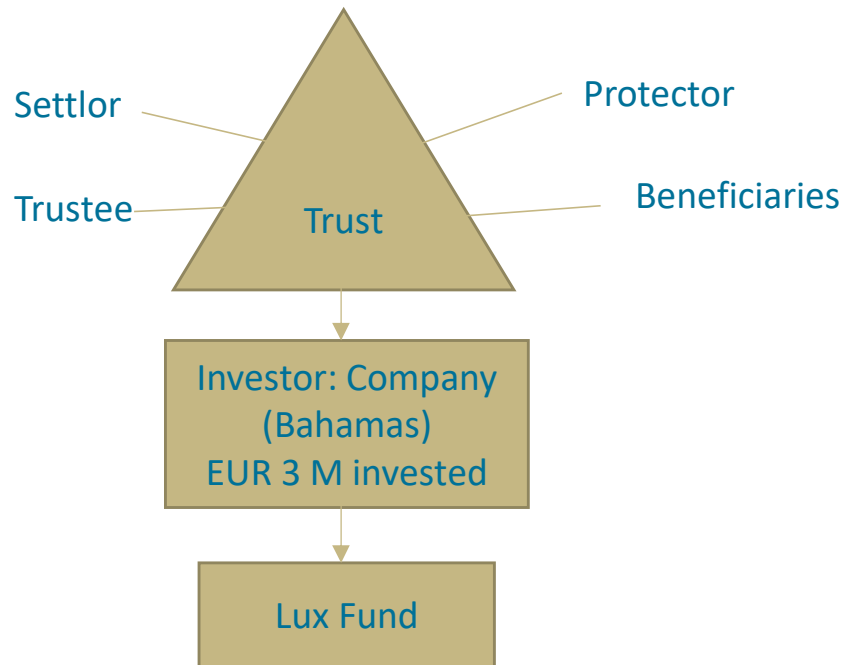 Settlor
Protector
Trustee
Beneficiaries
Trust
Investor: Company
(Bahamas)
EUR 3 M invested
Lux Fund